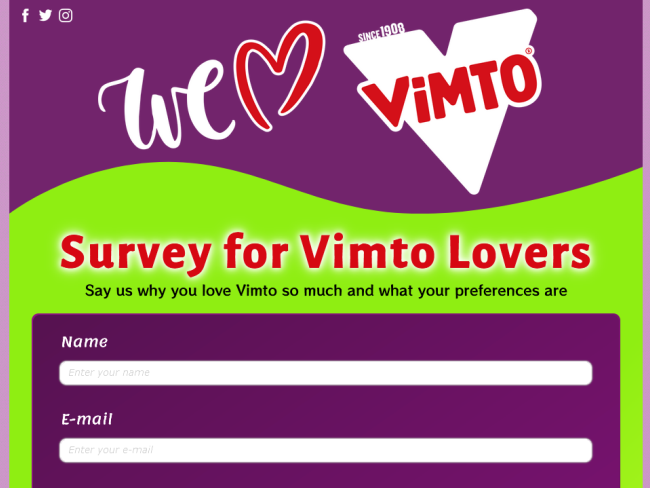 We
SINCE 1908
ViMTO®
Survey for Vimto Lovers
Say us why you love Vimto so much and what your preferences are
Name
Enter your name
E-mail
Enter your e-mail